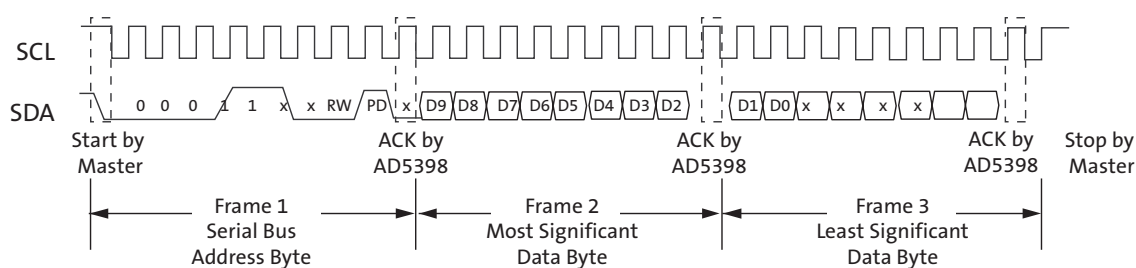 SCL
SDA
0 0 0 1 1 x x RW PD x D9 D8 D7 D6 D5 D4 D3 D2 D1 D0 x x x x
Start by
Master
ACK by
AD5398
ACK by
AD5398
ACK by
AD5398
Stop by
Master
Frame 1
Serial Bus
Address Byte
Frame 2
Most Significant
Data Byte
Frame 3
Least Significant
Data Byte